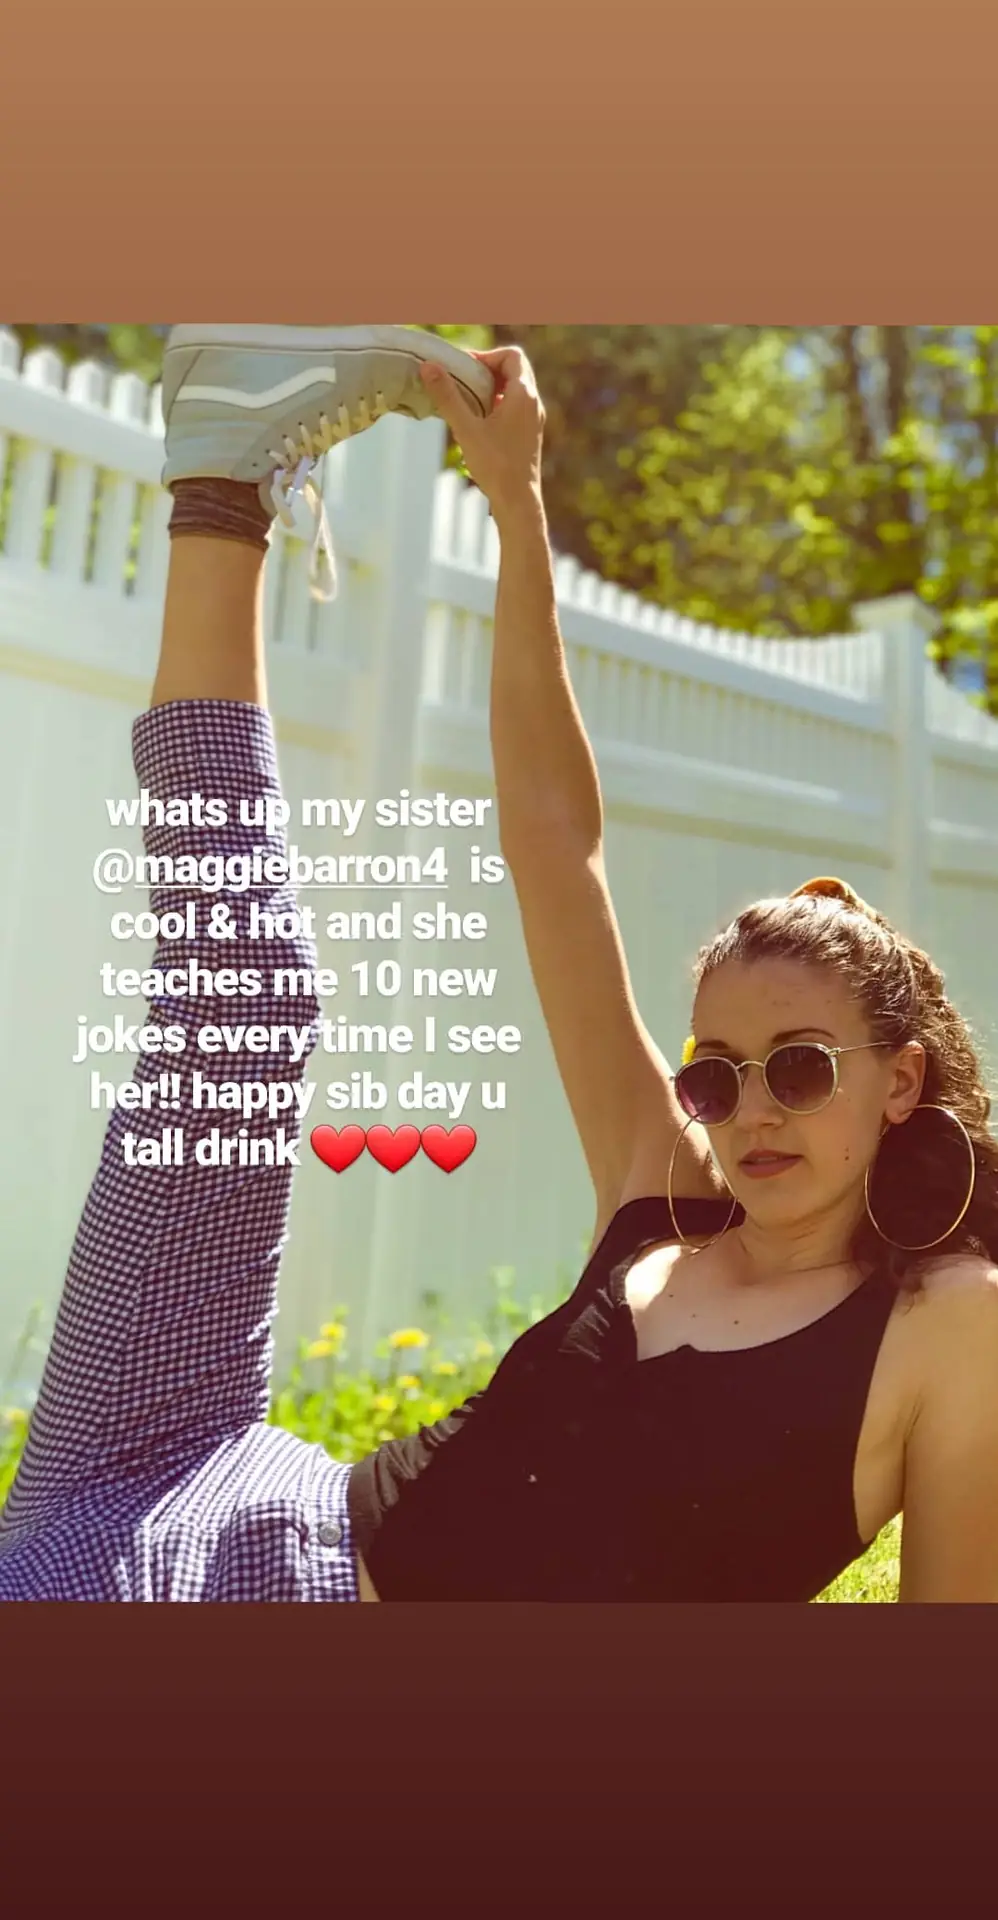 whats up my sister
@maggiebarron4 is
cool & hot and she
teaches me 10 new
jokes every time I see
her!! happy sib day u
tall drink ❤️❤️❤️